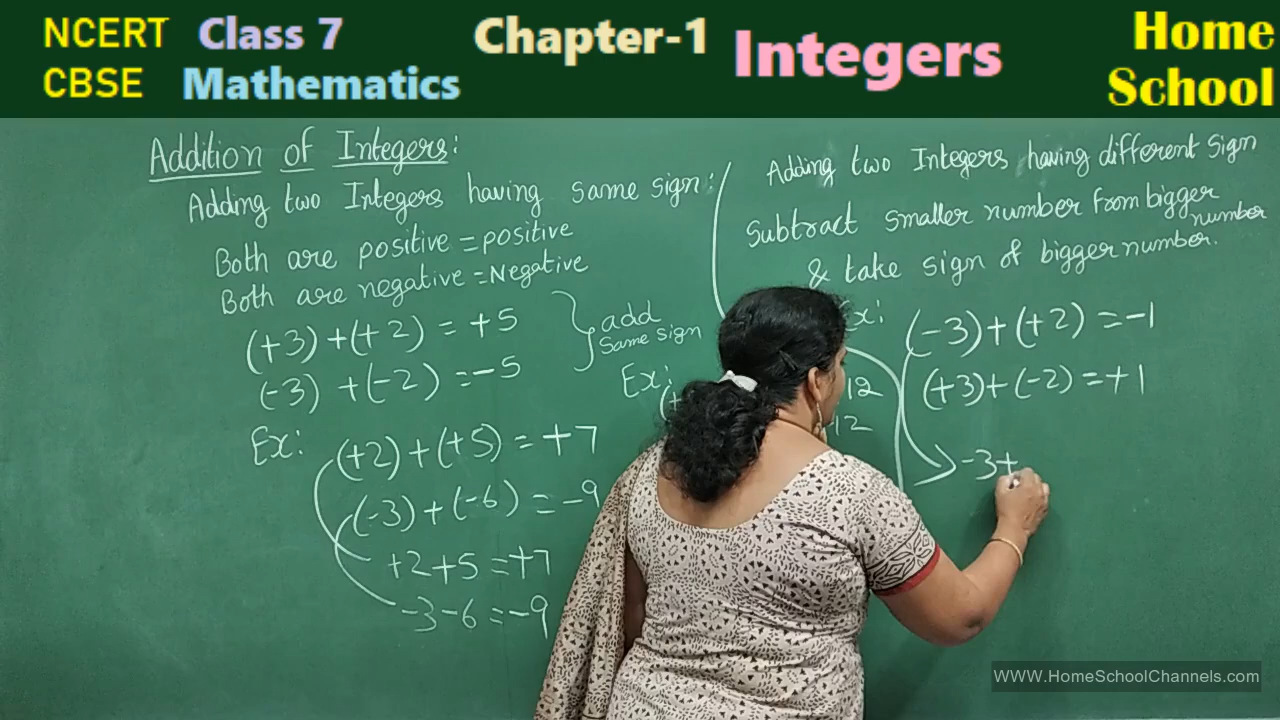 NCERT Class 7 Chapter-1 Integers Home
CBSE Mathematics School
Addition of Integers:
Adding two Integers having same sign:
Both are positive = positive
Both are negative = Negative
(+3) + (+2) = +5
(-3) + (-2) = -5
add
Same sign
Ex:
(+
12
12
Ex:
(+2) + (+5) = +7
(-3) + (-6) = -9
+2+5 = +7
-3-6 = -9
Adding two Integers having different Sign
Subtract smaller number from bigger
number
& take sign of bigger number.
Ex:
(-3) + (+2) = -1
(+3) + (-2) = +1
-3+
WWW.HomeSchoolChannels.com